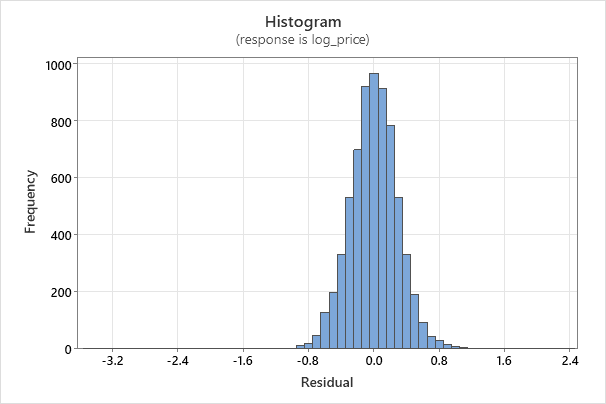 Histogram
(response is log_price)
1000
800
600
400
200
0
Frequency
-3.2 -2.4 -1.6 -0.8 0.0 0.8 1.6 2.4
Residual